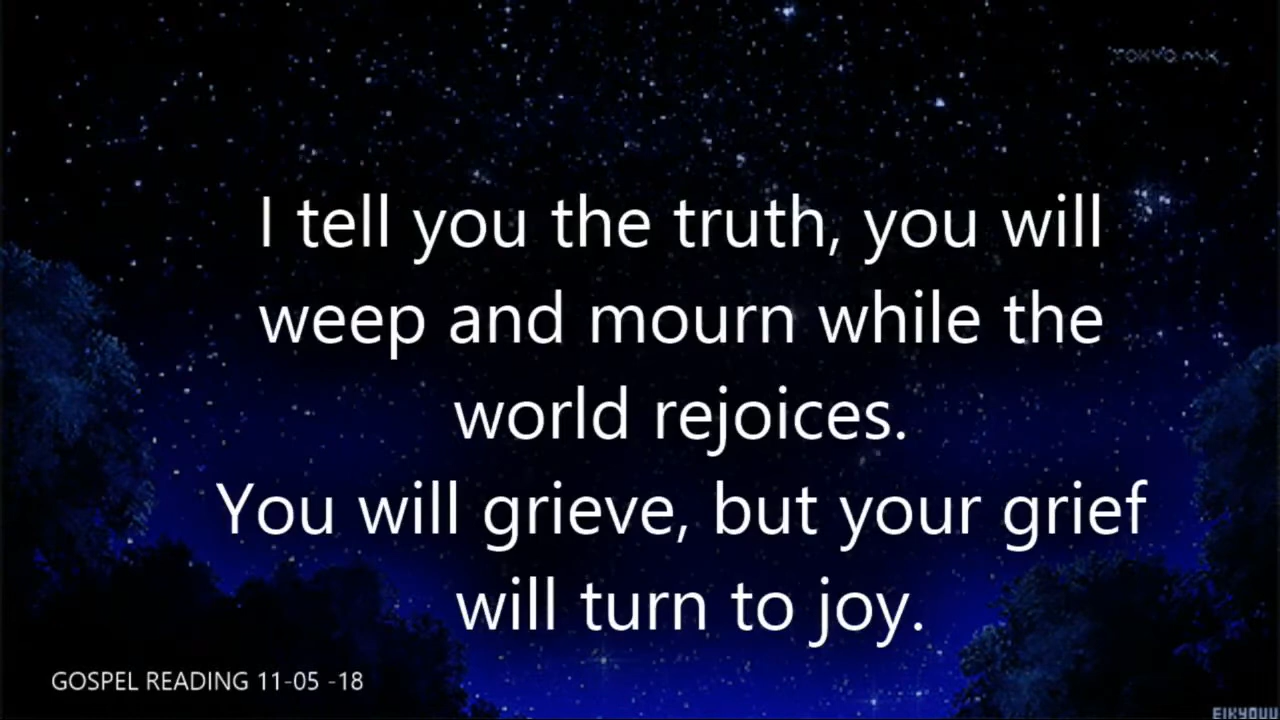 I tell you the truth, you will
weep and mourn while the
world rejoices.
You will grieve, but your grief
will turn to joy.
GOSPEL READING 11-05 -18
EIKYOUU